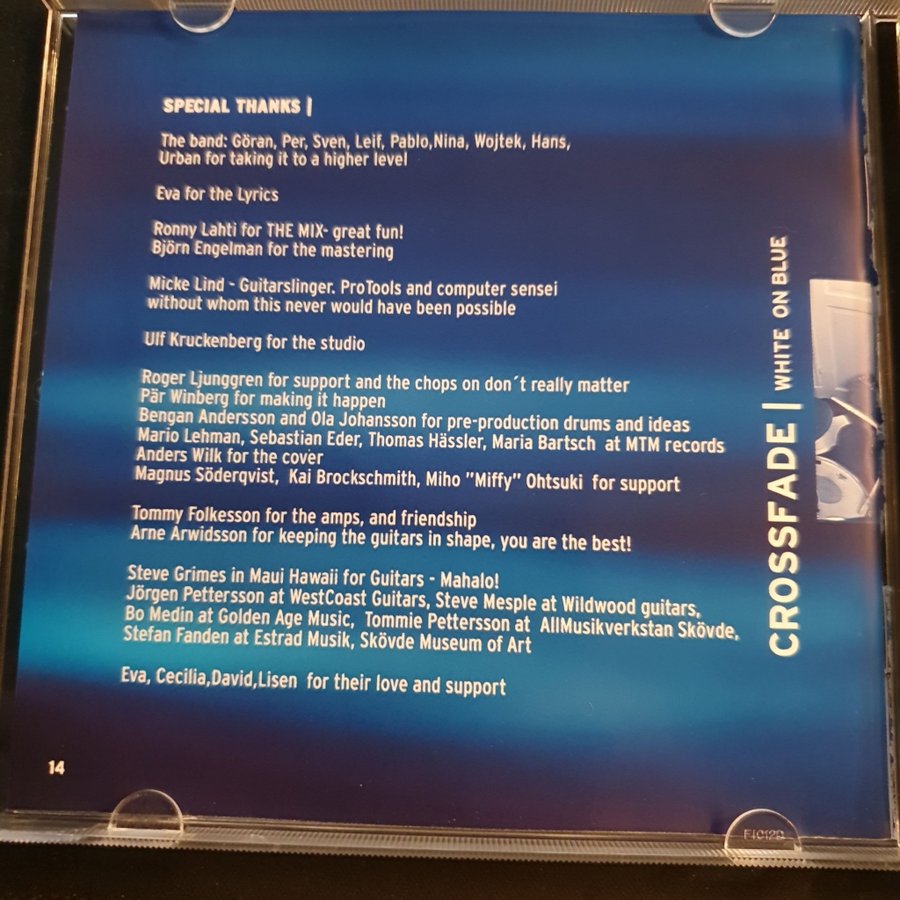 SPECIAL THANKS |
The band: Göran, Per, Sven, Leif, Pablo,Nina, Wojtek, Hans,
Urban for taking it to a higher level
Eva for the Lyrics
Ronny Lahti for THE MIX- great fun!
Björn Engelman for the mastering
Micke Lind - Guitarslinger. ProTools and computer sensei
without whom this never would have been possible
Ulf Kruckenberg for the studio
Roger Ljunggren for support and the chops on don´t really matter
Pär Winberg for making it happen
Bengan Andersson and Ola Johansson for pre-production drums and ideas
Mario Lehman, Sebastian Eder, Thomas Hässler, Maria Bartsch at MTM records
Anders Wilk for the cover
Magnus Söderqvist, Kai Brockschmith, Miho "Miffy" Ohtsuki for support
Tommy Folkesson for the amps, and friendship
Arne Arwidsson for keeping the guitars in shape, you are the best!
Steve Grimes in Maui Hawaii for Guitars - Mahalo!
Jörgen Pettersson at WestCoast Guitars, Steve Mesple at Wildwood guitars,
Bo Medin at Golden Age Music, Tommie Pettersson at AllMusikverkstan Skövde,
Stefan Fanden at Estrad Musik, Skövde Museum of Art
Eva, Cecilia,David,Lisen for their love and support
14
CROSSFADE | WHITE ON BLUE